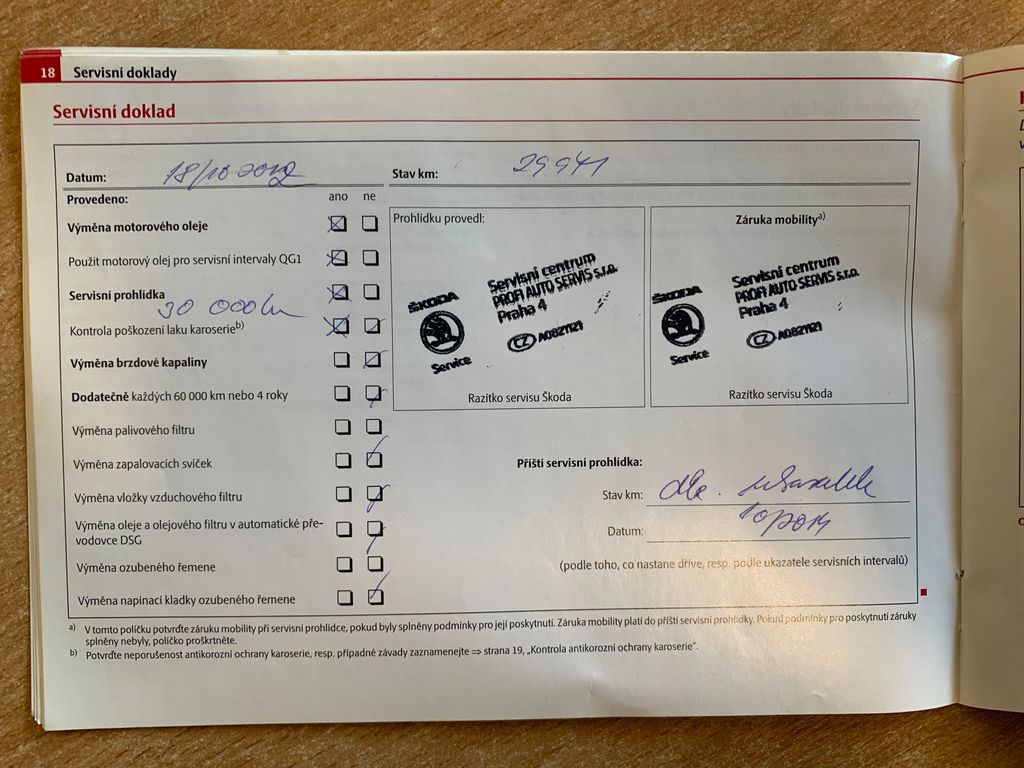 18 Servisní doklady
Servisní doklad
Datum: 18/10 2012 Stav km: 29941
Provedeno: ano ne
Výměna motorového oleje
Použit motorový olej pro servisní intervaly QG1
Servisní prohlídka
30 000 km
Kontrola poškození laku karoserie b)
Výměna brzdové kapaliny
Dodatečně každých 60 000 km nebo 4 roky
Výměna palivového filtru
Výměna zapalovacích svíček
Výměna vložky vzduchového filtru
Výměna oleje a olejového filtru v automatické pře-
vodovce DSG
Výměna ozubeného řemene
Výměna napínací kladky ozubeného řemene
Prohlídku provedl:
ŠKODA
Service
Servisní centrum
PROFI AUTO SERVIS s.r.o.
Praha 4
CZ A0821121
Razítko servisu Škoda
Záruka mobility a)
ŠKODA
Service
Servisní centrum
PROFI AUTO SERVIS s.r.o.
Praha 4
CZ A0821121
Razítko servisu Škoda
Příští servisní prohlídka:
Stav km: dle
Datum: 10/2014
(podle toho, co nastane dříve, resp. podle ukazatele servisních intervalů)
a) V tomto políčku potvrďte záruku mobility při servisní prohlídce, pokud byly splněny podmínky pro její poskytnutí. Záruka mobility platí do příští servisní prohlídky. Pokud podmínky pro poskytnutí záruky
splněny nebyly, políčko proškrtněte.
b) Potvrďte neporušenost antikorozní ochrany karoserie, resp. případné závady zaznamenejte ⇒ strana 19, „Kontrola antikorozní ochrany karoserie“.